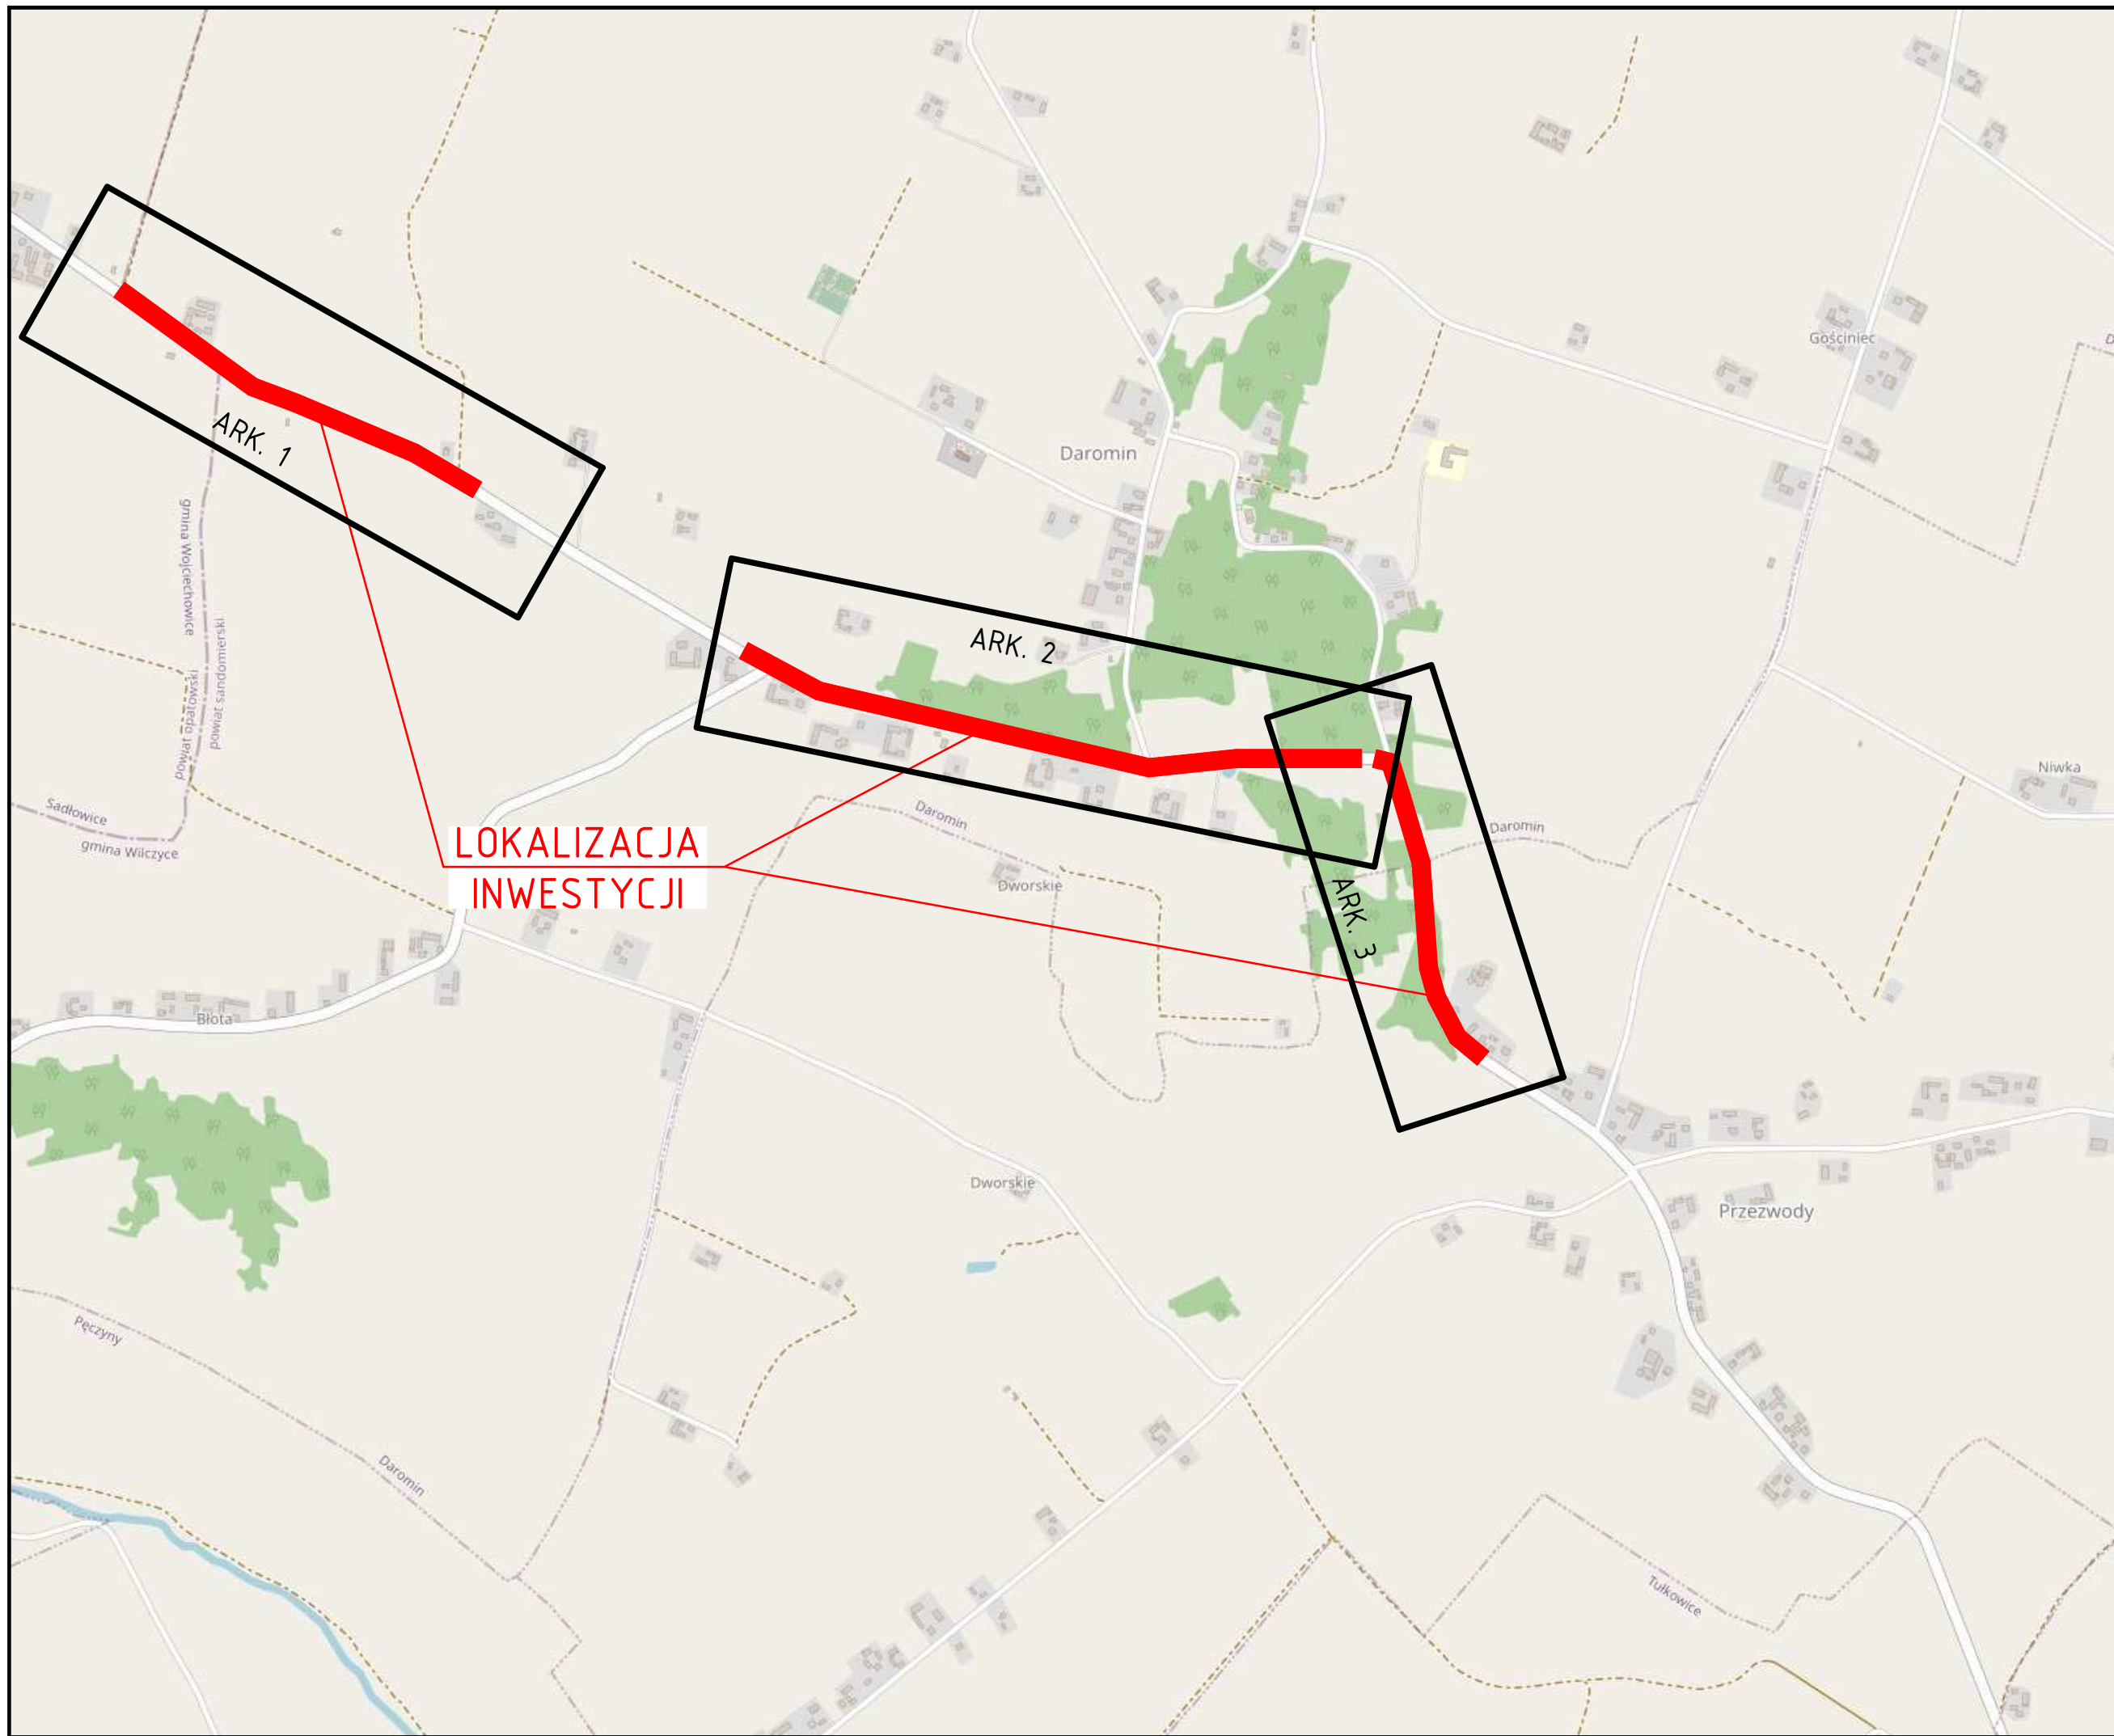 Gościniec
D
Daromin
ARK. 1
gmina Wojciechowice
powiat opatowski
powiat sandomierski
ARK. 2
Niwka
Sadłowice
gmina Wilczyce
Daromin
Daromin
LOKALIZACJA
INWESTYCJI
Dworskie
ARK. 3
Błota
Dworskie
Przezwody
Pęczyny
Daromin
Tułkowice